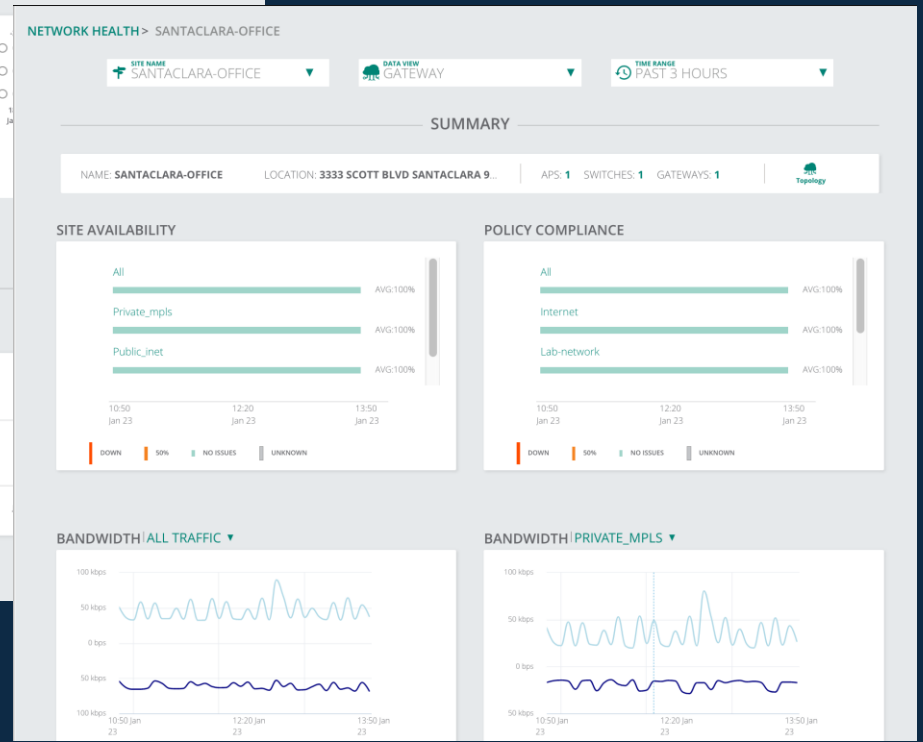 NETWORK HEALTH> SANTACLARA-OFFICE
SITE NAME
SANTACLARA-OFFICE ▼
DATA VIEW
GATEWAY ▼
TIME RANGE
PAST 3 HOURS ▼
SUMMARY
NAME: SANTACLARA-OFFICE LOCATION: 3333 SCOTT BLVD SANTACLARA 9... APS: 1 SWITCHES: 1 GATEWAYS: 1
Topology
SITE AVAILABILITY
All
AVG:100%
Private_mpls
AVG:100%
Public_inet
AVG:100%
10:50 12:20 13:50
Jan 23 Jan 23 Jan 23
DOWN 50% NO ISSUES UNKNOWN
POLICY COMPLIANCE
All
AVG:100%
Internet
AVG:100%
Lab-network
AVG:100%
10:50 12:20 13:50
Jan 23 Jan 23 Jan 23
DOWN 50% NO ISSUES UNKNOWN
BANDWIDTH ALL TRAFFIC ▼
100 kbps
50 kbps
0 bps
50 kbps
100 kbps
10:50 Jan 12:20 Jan 13:50 Jan
23 23 23
BANDWIDTH PRIVATE_MPLS ▼
100 kbps
50 kbps
0 bps
50 kbps
10:50 Jan 12:20 Jan 13:50 Jan
23 23 23